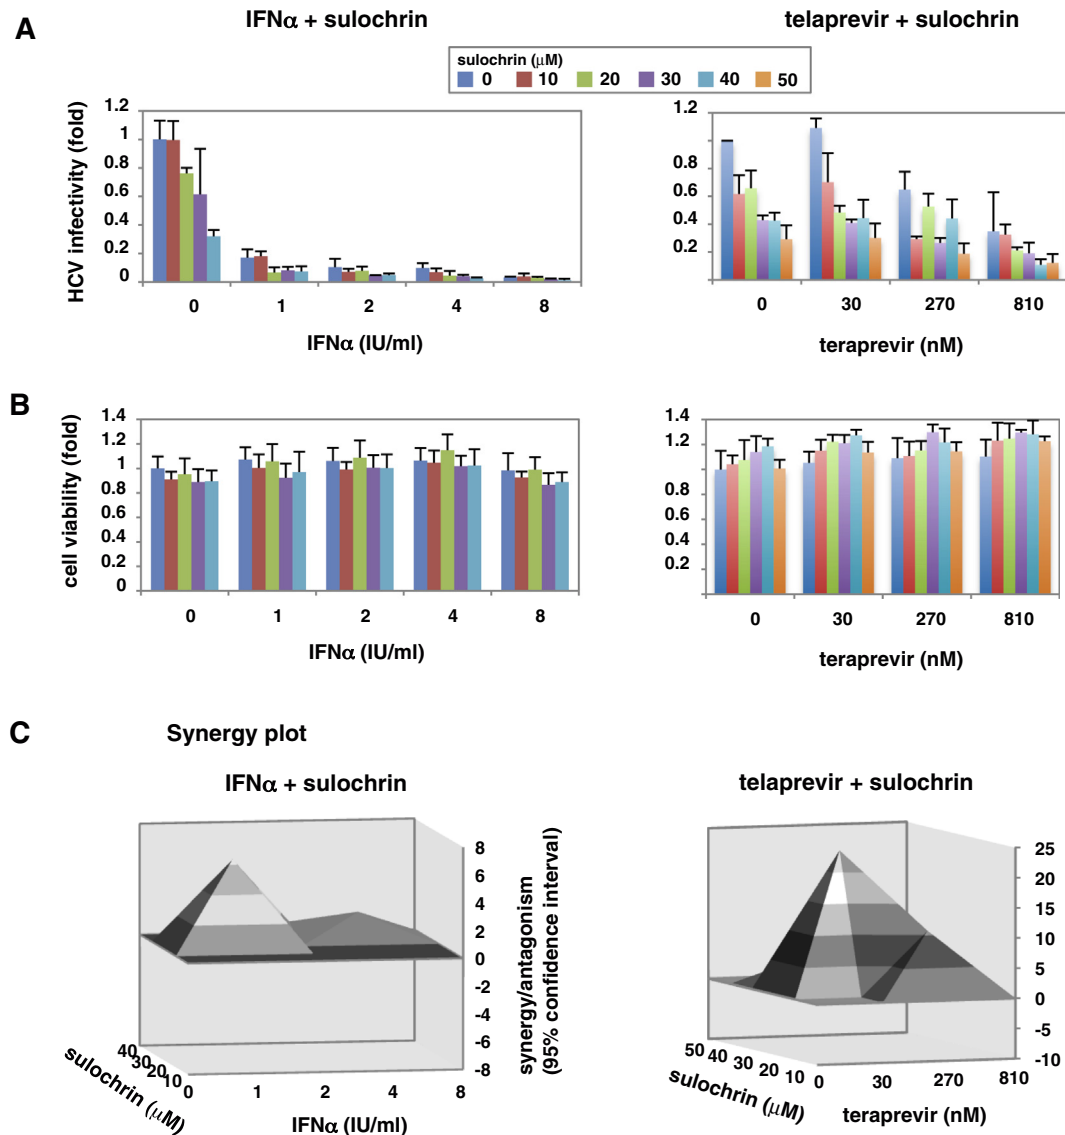 A
IFNα + sulochrin
telaprevir + sulochrin
sulochrin (μM)
0 10 20 30 40 50
HCV infectivity (fold)
1.2
1
0.8
0.6
0.4
0.2
0
0 1 2 4 8
IFNα (IU/ml)
1.2
1
0.8
0.6
0.4
0.2
0 30 270 810
teraprevir (nM)
B
cell viability (fold)
1.4
1.2
1
0.8
0.6
0.4
0.2
0
0 1 2 4 8
IFNα (IU/ml)
1.4
1.2
1
0.8
0.6
0.4
0.2
0 30 270 810
teraprevir (nM)
C
Synergy plot
IFNα + sulochrin
telaprevir + sulochrin
8
6
4
2
0
-2
-4
-6
-8
synergy/antagonism
(95% confidence interval)
40 30 20 10
sulochrin (μM)
0 1 2 4 8
IFNα (IU/ml)
25
20
15
10
5
0
-5
-10
50 40 30 20 10
sulochrin (μM)
0 30 270 810
teraprevir (nM)